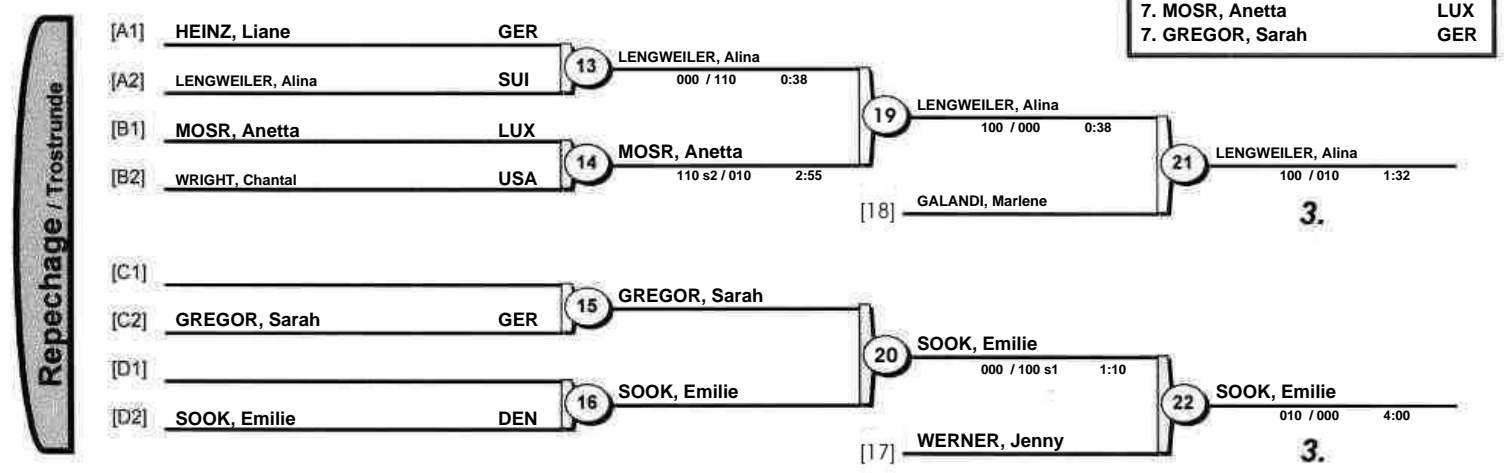 7. MOSR, Anetta LUX
7. GREGOR, Sarah GER
Repechage / Trostrunde
[A1] HEINZ, Liane GER
13 LENGWEILER, Alina
000 / 110 0:38
[A2] LENGWEILER, Alina SUI
19 LENGWEILER, Alina
100 / 000 0:38
[B1] MOSR, Anetta LUX
14 MOSR, Anetta
110 s2 / 010 2:55
[B2] WRIGHT, Chantal USA
21 LENGWEILER, Alina
100 / 010 1:32
[18] GALANDI, Marlene
3.
[C1]
15 GREGOR, Sarah
[C2] GREGOR, Sarah GER
20 SOOK, Emilie
000 / 100 s1 1:10
[D1]
16 SOOK, Emilie
[D2] SOOK, Emilie DEN
22 SOOK, Emilie
010 / 000 4:00
[17] WERNER, Jenny
3.